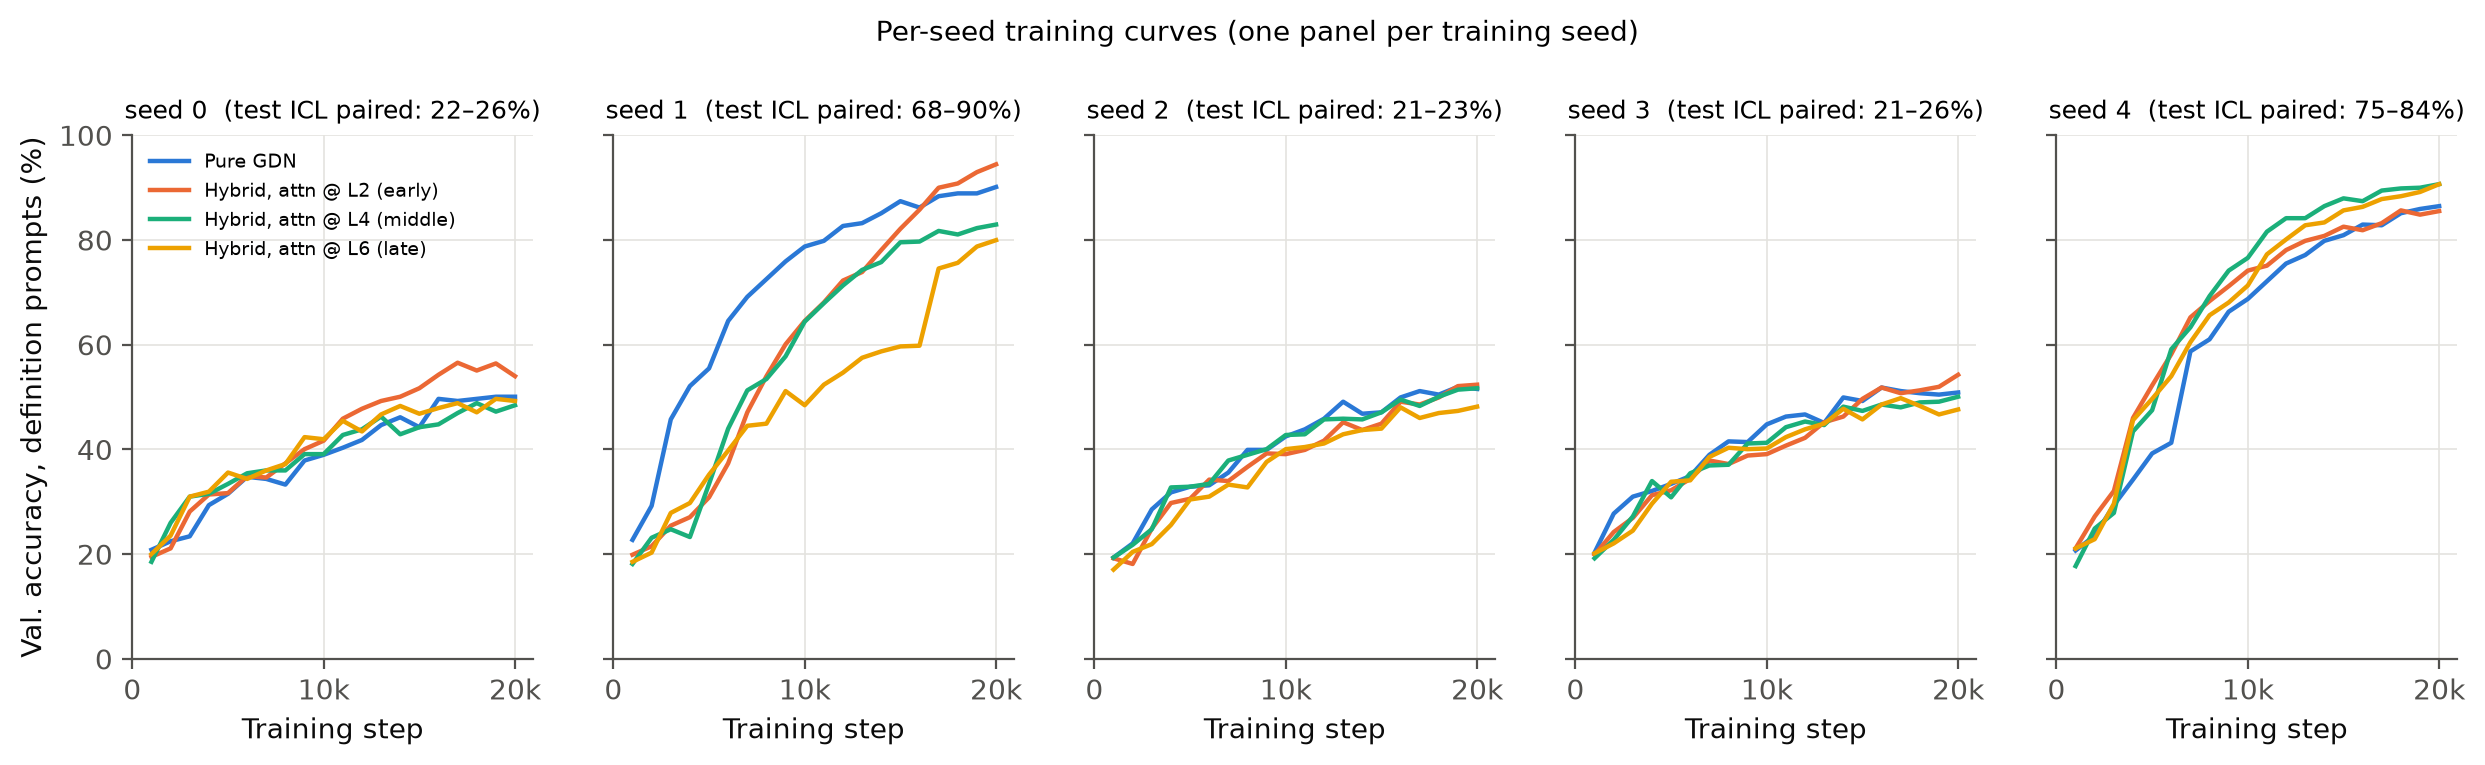 Per-seed training curves (one panel per training seed)
seed 0  (test ICL paired: 22–26%)
seed 1  (test ICL paired: 68–90%)
seed 2  (test ICL paired: 21–23%)
seed 3  (test ICL paired: 21–26%)
seed 4  (test ICL paired: 75–84%)
Val. accuracy, definition prompts (%)
100
80
60
40
20
0
Pure GDN
Hybrid, attn @ L2 (early)
Hybrid, attn @ L4 (middle)
Hybrid, attn @ L6 (late)
0 10k 20k
0 10k 20k
0 10k 20k
0 10k 20k
0 10k 20k
Training step
Training step
Training step
Training step
Training step